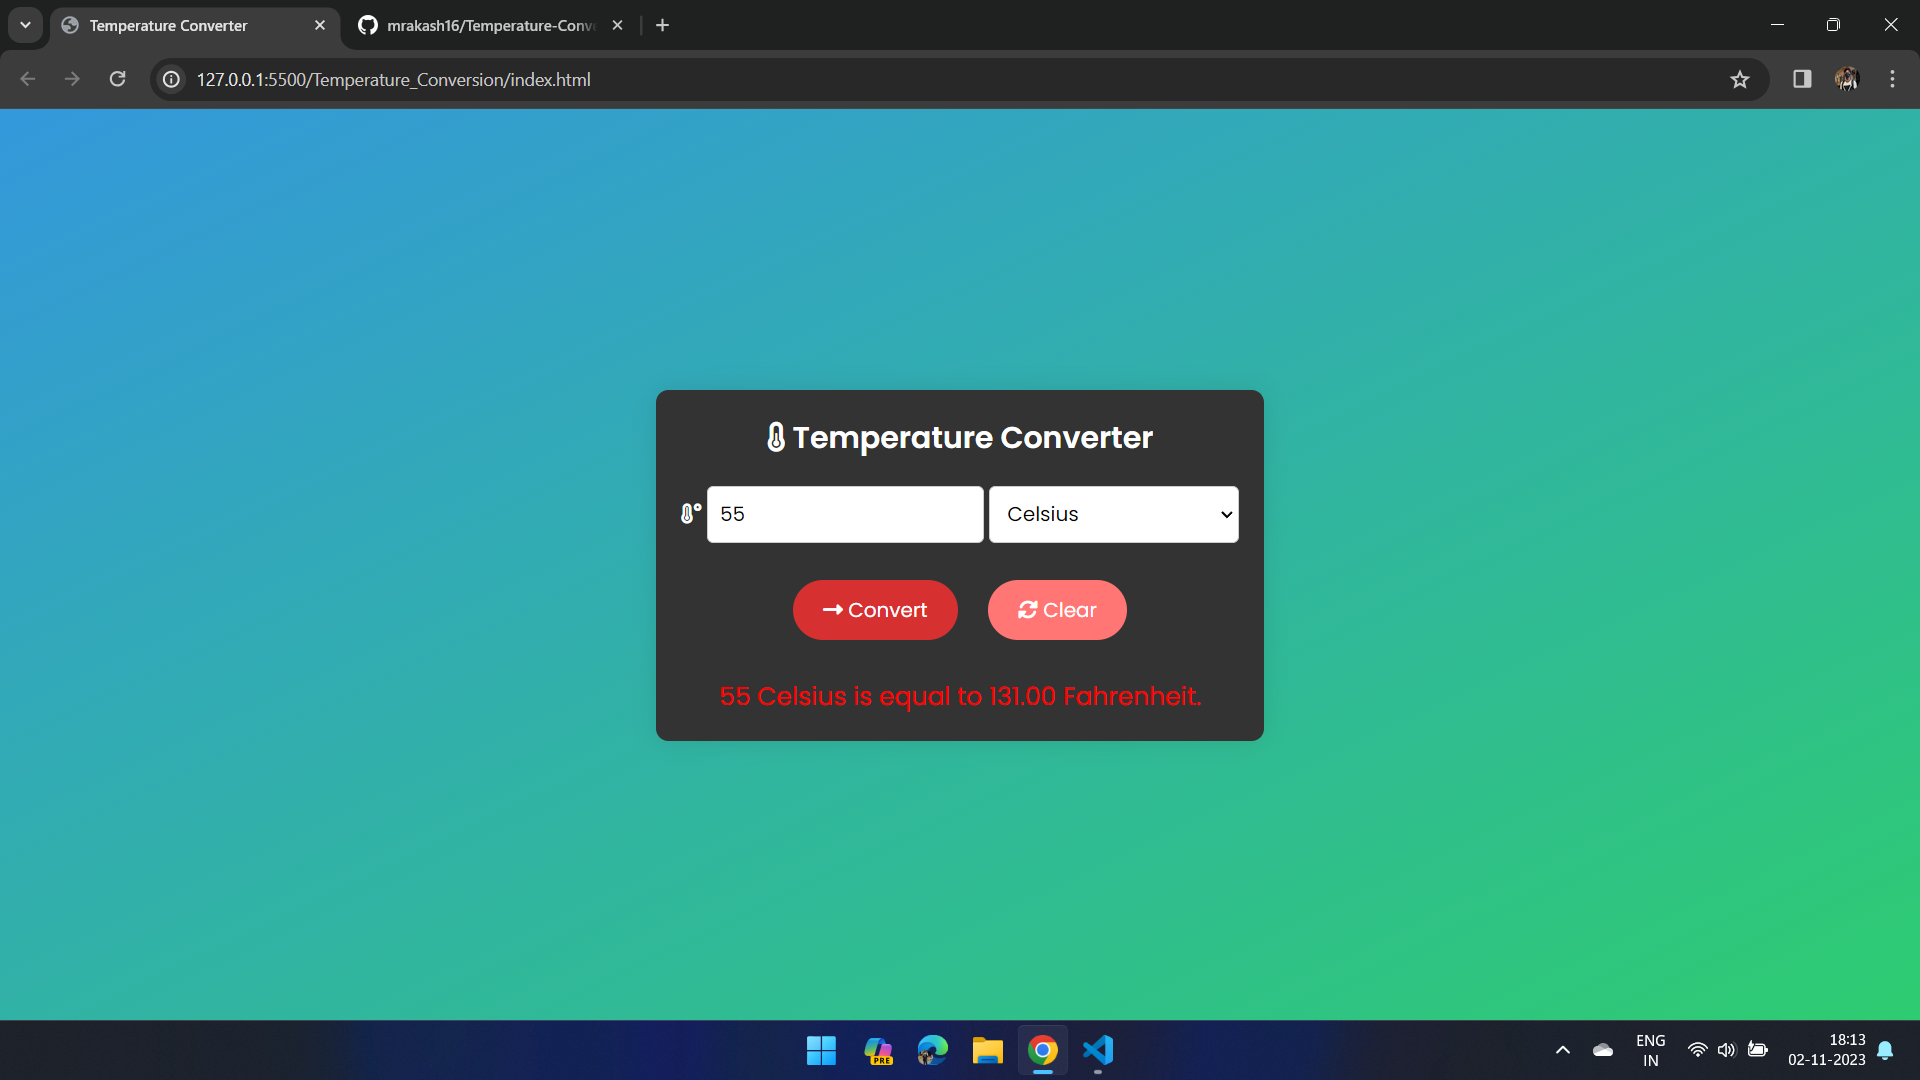 Temperature Converter
mrakash16/Temperature-Conv
127.0.0.1:5500/Temperature_Conversion/index.html
Temperature Converter
55
Celsius
Convert
Clear
55 Celsius is equal to 131.00 Fahrenheit.
PRE
ENG
IN
18:13
02-11-2023